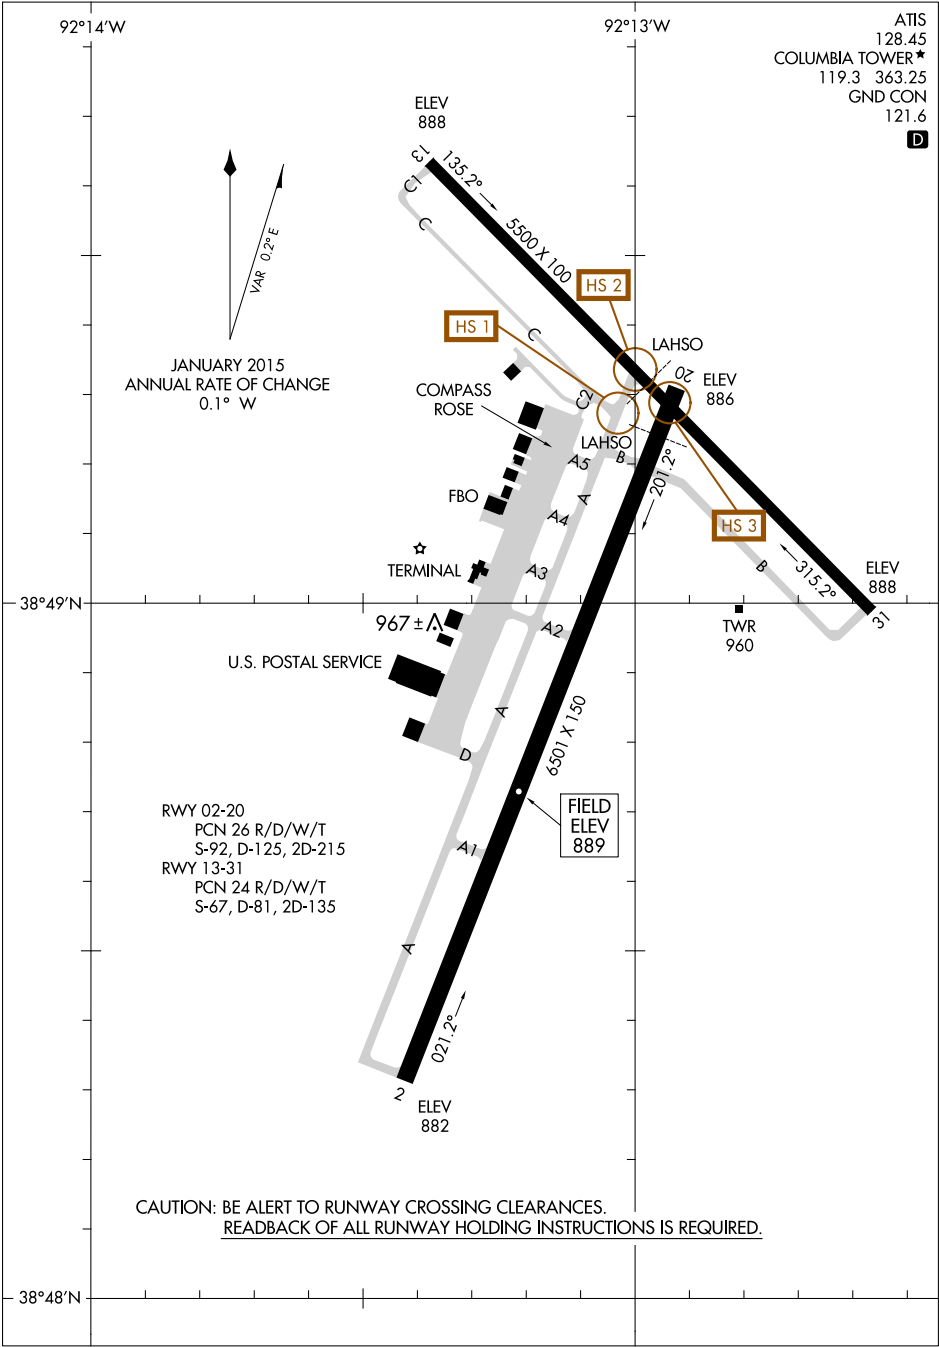 92°14'W
92°13'W
ATIS
128.45
COLUMBIA TOWER★
119.3 363.25
GND CON
121.6
D
ELEV
888
13
135.2°
C1
C
5500 X 100
VAR 0.2° E
HS 2
HS 1
C
LAHSO
JANUARY 2015
ANNUAL RATE OF CHANGE
0.1° W
20
ELEV
886
COMPASS
ROSE
C2
LAHSO
A5
B
201.2°
FBO
A
A4
HS 3
TERMINAL
A3
B
315.2°
ELEV
888
38°49'N
31
967 ±
A2
TWR
960
U.S. POSTAL SERVICE
A
D
6501 X 150
RWY 02-20
PCN 26 R/D/W/T
S-92, D-125, 2D-215
RWY 13-31
PCN 24 R/D/W/T
S-67, D-81, 2D-135
FIELD
ELEV
889
A1
A
021.2°
2
ELEV
882
CAUTION: BE ALERT TO RUNWAY CROSSING CLEARANCES.
READBACK OF ALL RUNWAY HOLDING INSTRUCTIONS IS REQUIRED.
38°48'N